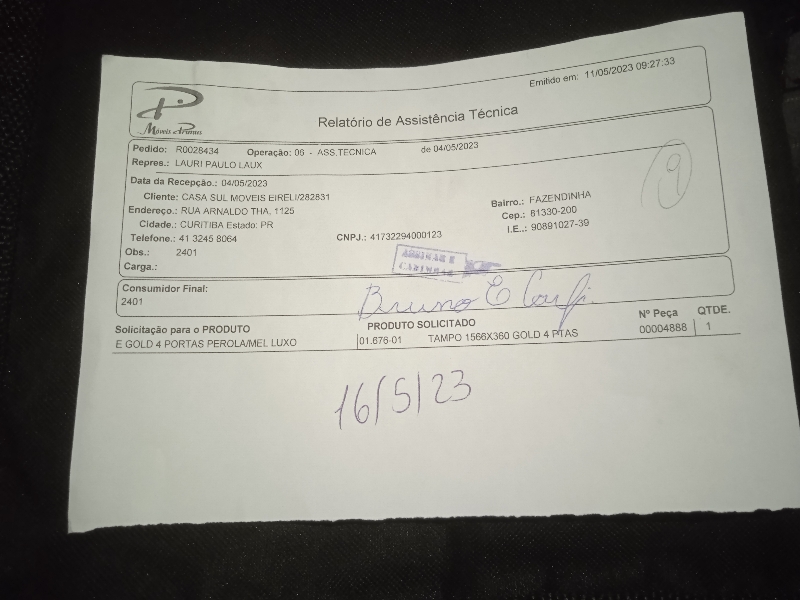 Emitido em: 11/05/2023 09:27:33
Móveis Primus
Relatório de Assistência Técnica
Pedido: R0028434 Operação: 06 - ASS.TECNICA de 04/05/2023
Repres.: LAURI PAULO LAUX
9
Data da Recepção.: 04/05/2023
Cliente: CASA SUL MOVEIS EIRELI/282831 Bairro.: FAZENDINHA
Endereço.: RUA ARNALDO THA, 1125 Cep.: 81330-200
Cidade.: CURITIBA Estado: PR I.E..: 90891027-39
Telefone.: 41 3245 8064 CNPJ.: 41732294000123
Obs.: 2401
ASSINAR E
CARIMBAR
Carga.:
Consumidor Final:
2401
Bruno E
Solicitação para o PRODUTO PRODUTO SOLICITADO Nº Peça QTDE.
E GOLD 4 PORTAS PEROLA/MEL LUXO 01.676-01 TAMPO 1566X360 GOLD 4 PTAS 00004888 1
16/5/23